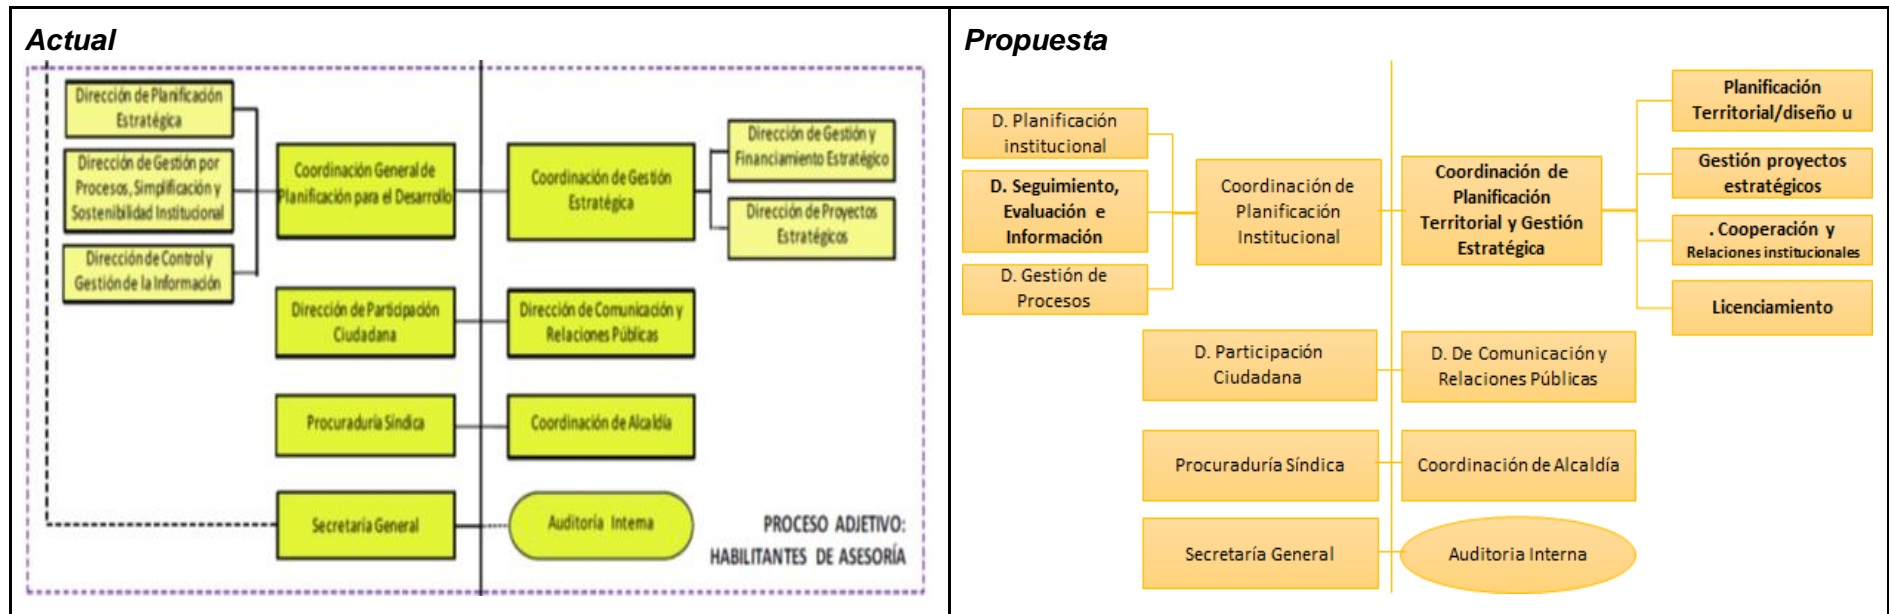 Actual
Dirección de Planificación
Estratégica
Dirección de Gestión por
Procesos, Simplificación y
Sostenibilidad Institucional
Dirección de Control y
Gestión de la Información
Coordinación General de
Planificación para el Desarrollo
Coordinación de Gestión
Estratégica
Dirección de Gestión y
Financiamiento Estratégico
Dirección de Proyectos
Estratégicos
Dirección de Participación
Ciudadana
Dirección de Comunicación y
Relaciones Públicas
Procuraduría Síndica
Coordinación de Alcaldía
Secretaría General
Auditoría Interna
PROCESO ADJETIVO:
HABILITANTES DE ASESORÍA
Propuesta
D. Planificación
institucional
D. Seguimiento,
Evaluación e
Información
D. Gestión de
Procesos
Coordinación de
Planificación
Institucional
Coordinación de
Planificación
Territorial y Gestión
Estratégica
Planificación
Territorial/diseño u
Gestión proyectos
estratégicos
. Cooperación y
Relaciones institucionales
Licenciamiento
D. Participación
Ciudadana
D. De Comunicación y
Relaciones Públicas
Procuraduría Síndica
Coordinación de Alcaldía
Secretaría General
Auditoria Interna